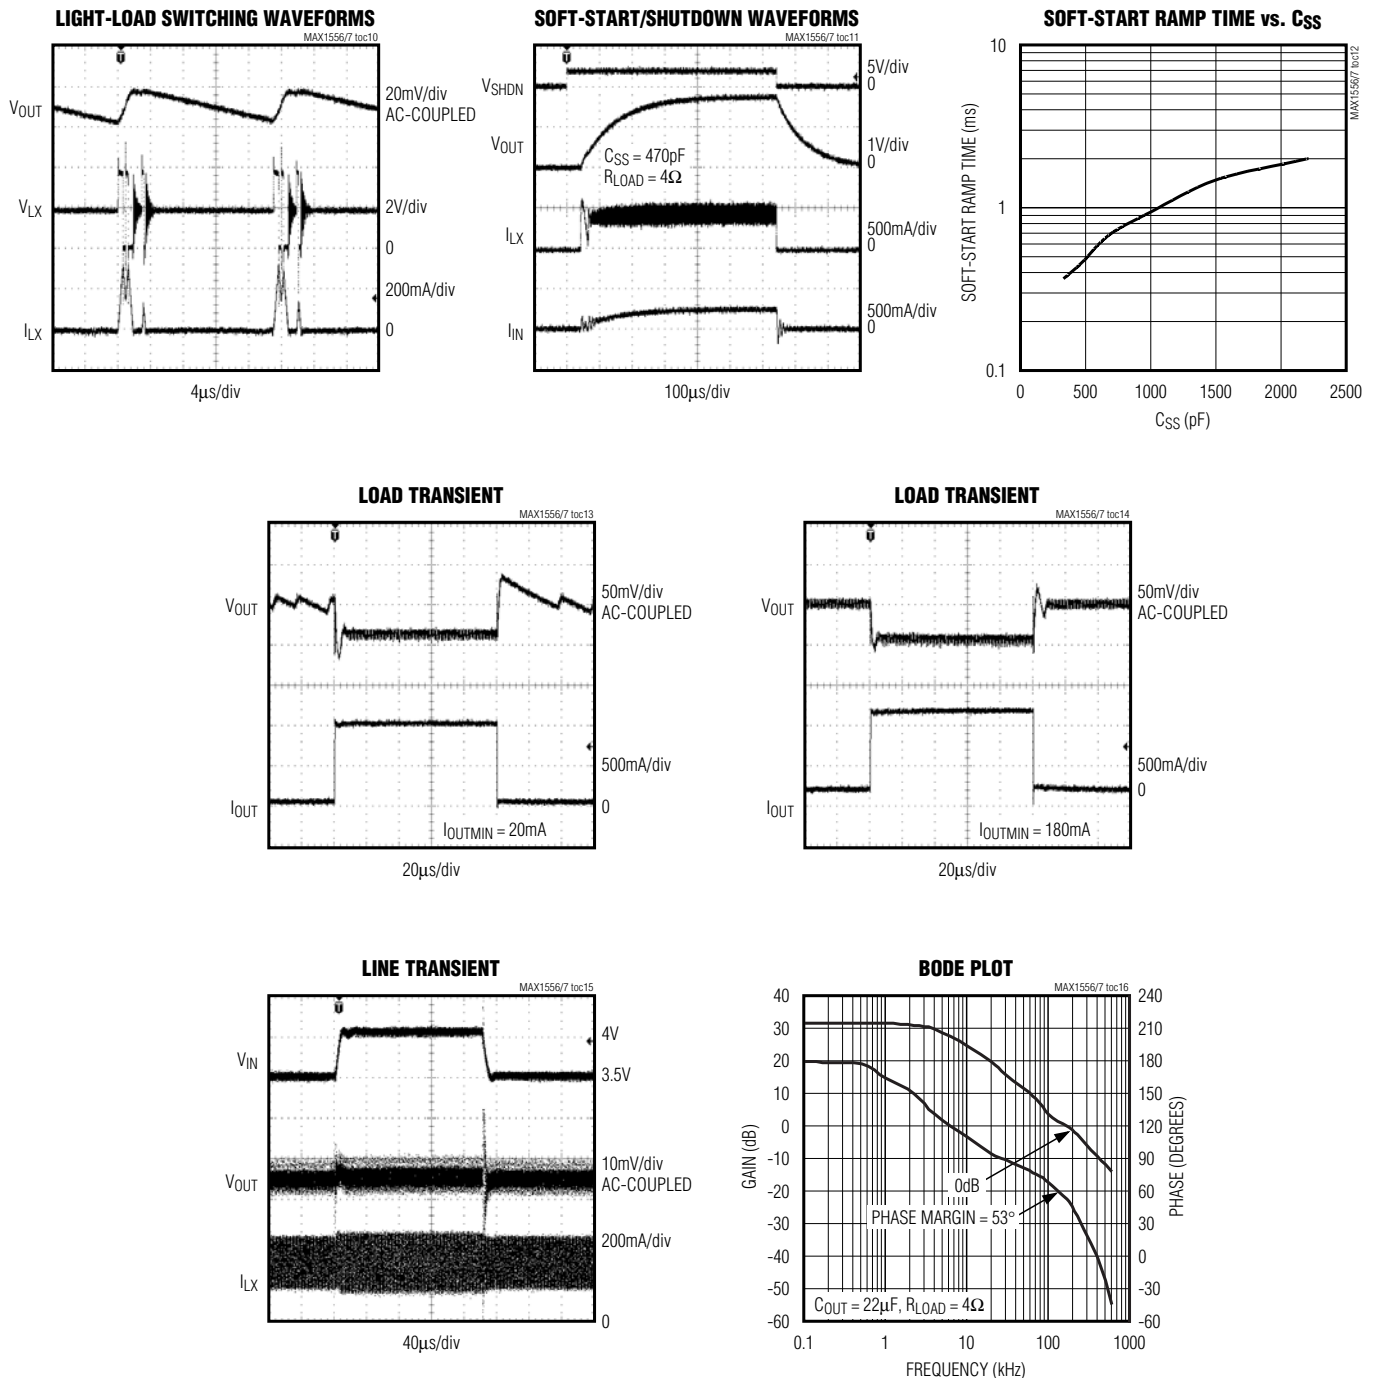 LIGHT-LOAD SWITCHING WAVEFORMS
MAX1556/7 toc10
VOUT
20mV/div
AC-COUPLED
VLX
2V/div
0
200mA/div
ILX
0
4μs/div
SOFT-START/SHUTDOWN WAVEFORMS
MAX1556/7 toc11
VSHDN
5V/div
0
VOUT
1V/div
0
CSS = 470pF
RLOAD = 4Ω
ILX
500mA/div
0
IIN
500mA/div
0
100μs/div
SOFT-START RAMP TIME vs. CSS
MAX1556/7 toc12
SOFT-START RAMP TIME (ms)
10
1
0.1
0 500 1000 1500 2000 2500
CSS (pF)
LOAD TRANSIENT
MAX1556/7 toc13
VOUT
50mV/div
AC-COUPLED
500mA/div
IOUT
0
IOUTMIN = 20mA
20μs/div
LOAD TRANSIENT
MAX1556/7 toc14
VOUT
50mV/div
AC-COUPLED
500mA/div
0
IOUT
IOUTMIN = 180mA
20μs/div
LINE TRANSIENT
MAX1556/7 toc15
VIN
4V
3.5V
VOUT
10mV/div
AC-COUPLED
200mA/div
ILX
0
40μs/div
BODE PLOT
MAX1556/7 toc16
GAIN (dB)
40
30
20
10
0
-10
-20
-30
-40
-50
-60
240
210
180
150
120
90
60
30
0
-30
-60
PHASE (DEGREES)
0dB
PHASE MARGIN = 53°
COUT = 22μF, RLOAD = 4Ω
0.1 1 10 100 1000
FREQUENCY (kHz)